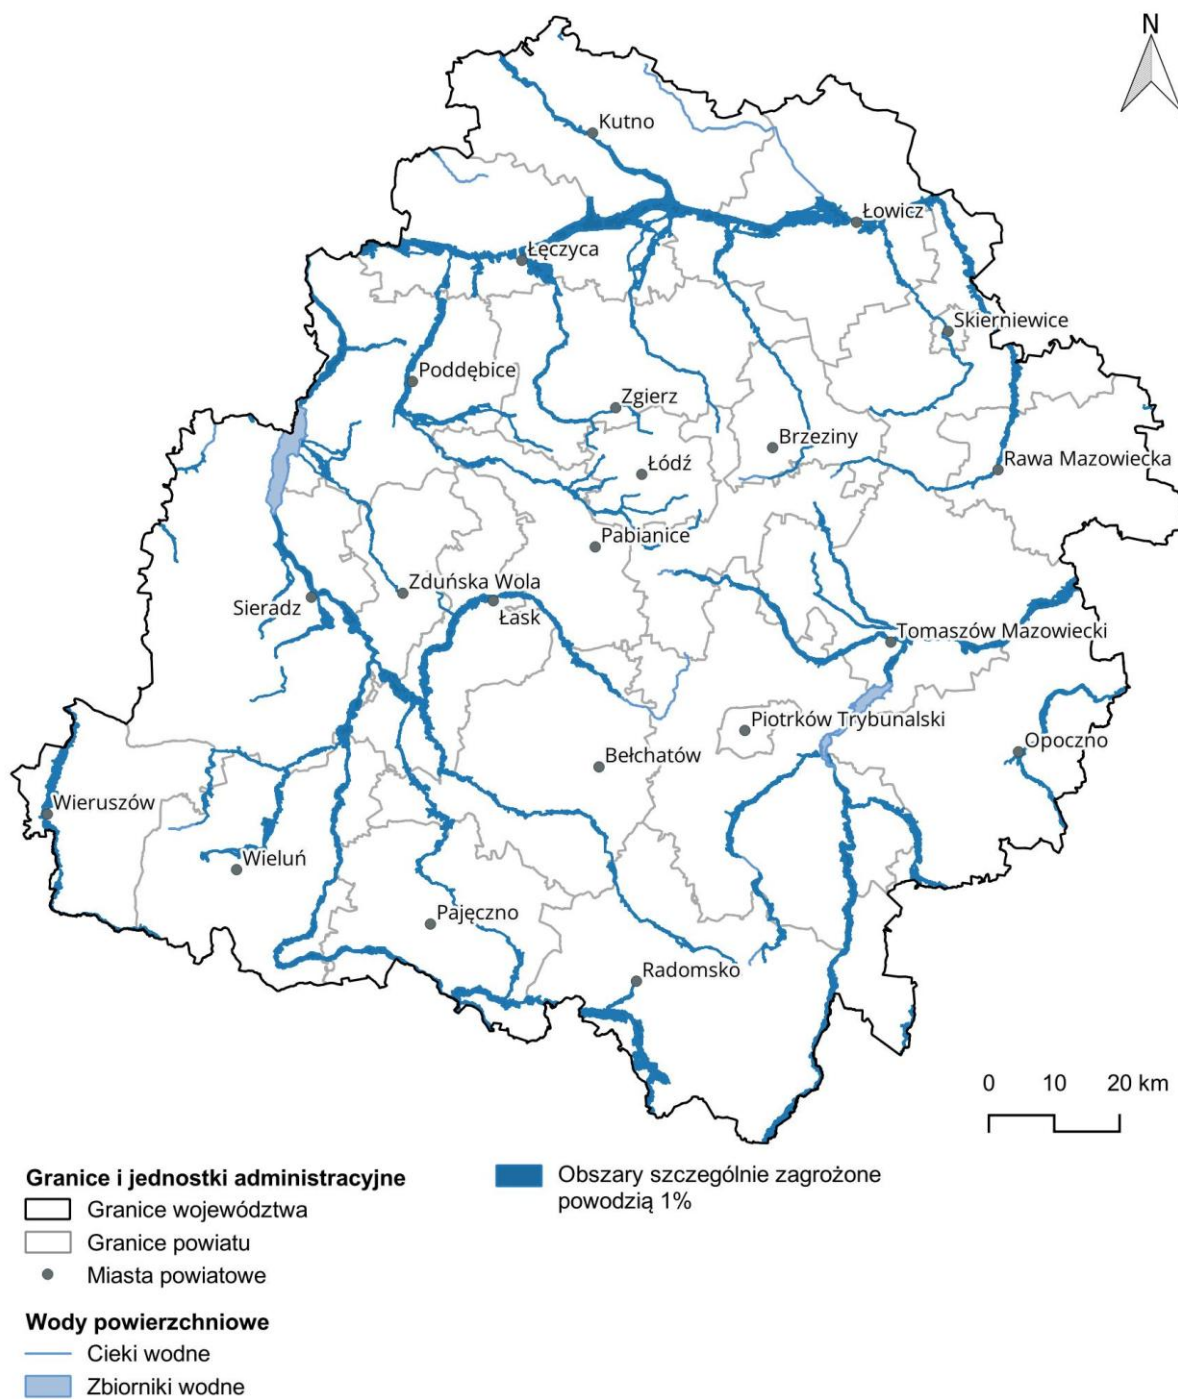 N
Kutno
Łowicz
Łęczyca
Skierniewice
Poddębice
Zgierz
Brzeziny
Łódź
Rawa Mazowiecka
Pabianice
Zduńska Wola
Sieradz
Łask
Tomaszów Mazowiecki
Piotrków Trybunalski
Opoczno
Bełchatów
Wieruszów
Wieluń
Pajęczno
Radomsko
0 10 20 km
Granice i jednostki administracyjne
Granice województwa
Granice powiatu
Miasta powiatowe
Wody powierzchniowe
Cieki wodne
Zbiorniki wodne
Obszary szczególnie zagrożone
powodzią 1%